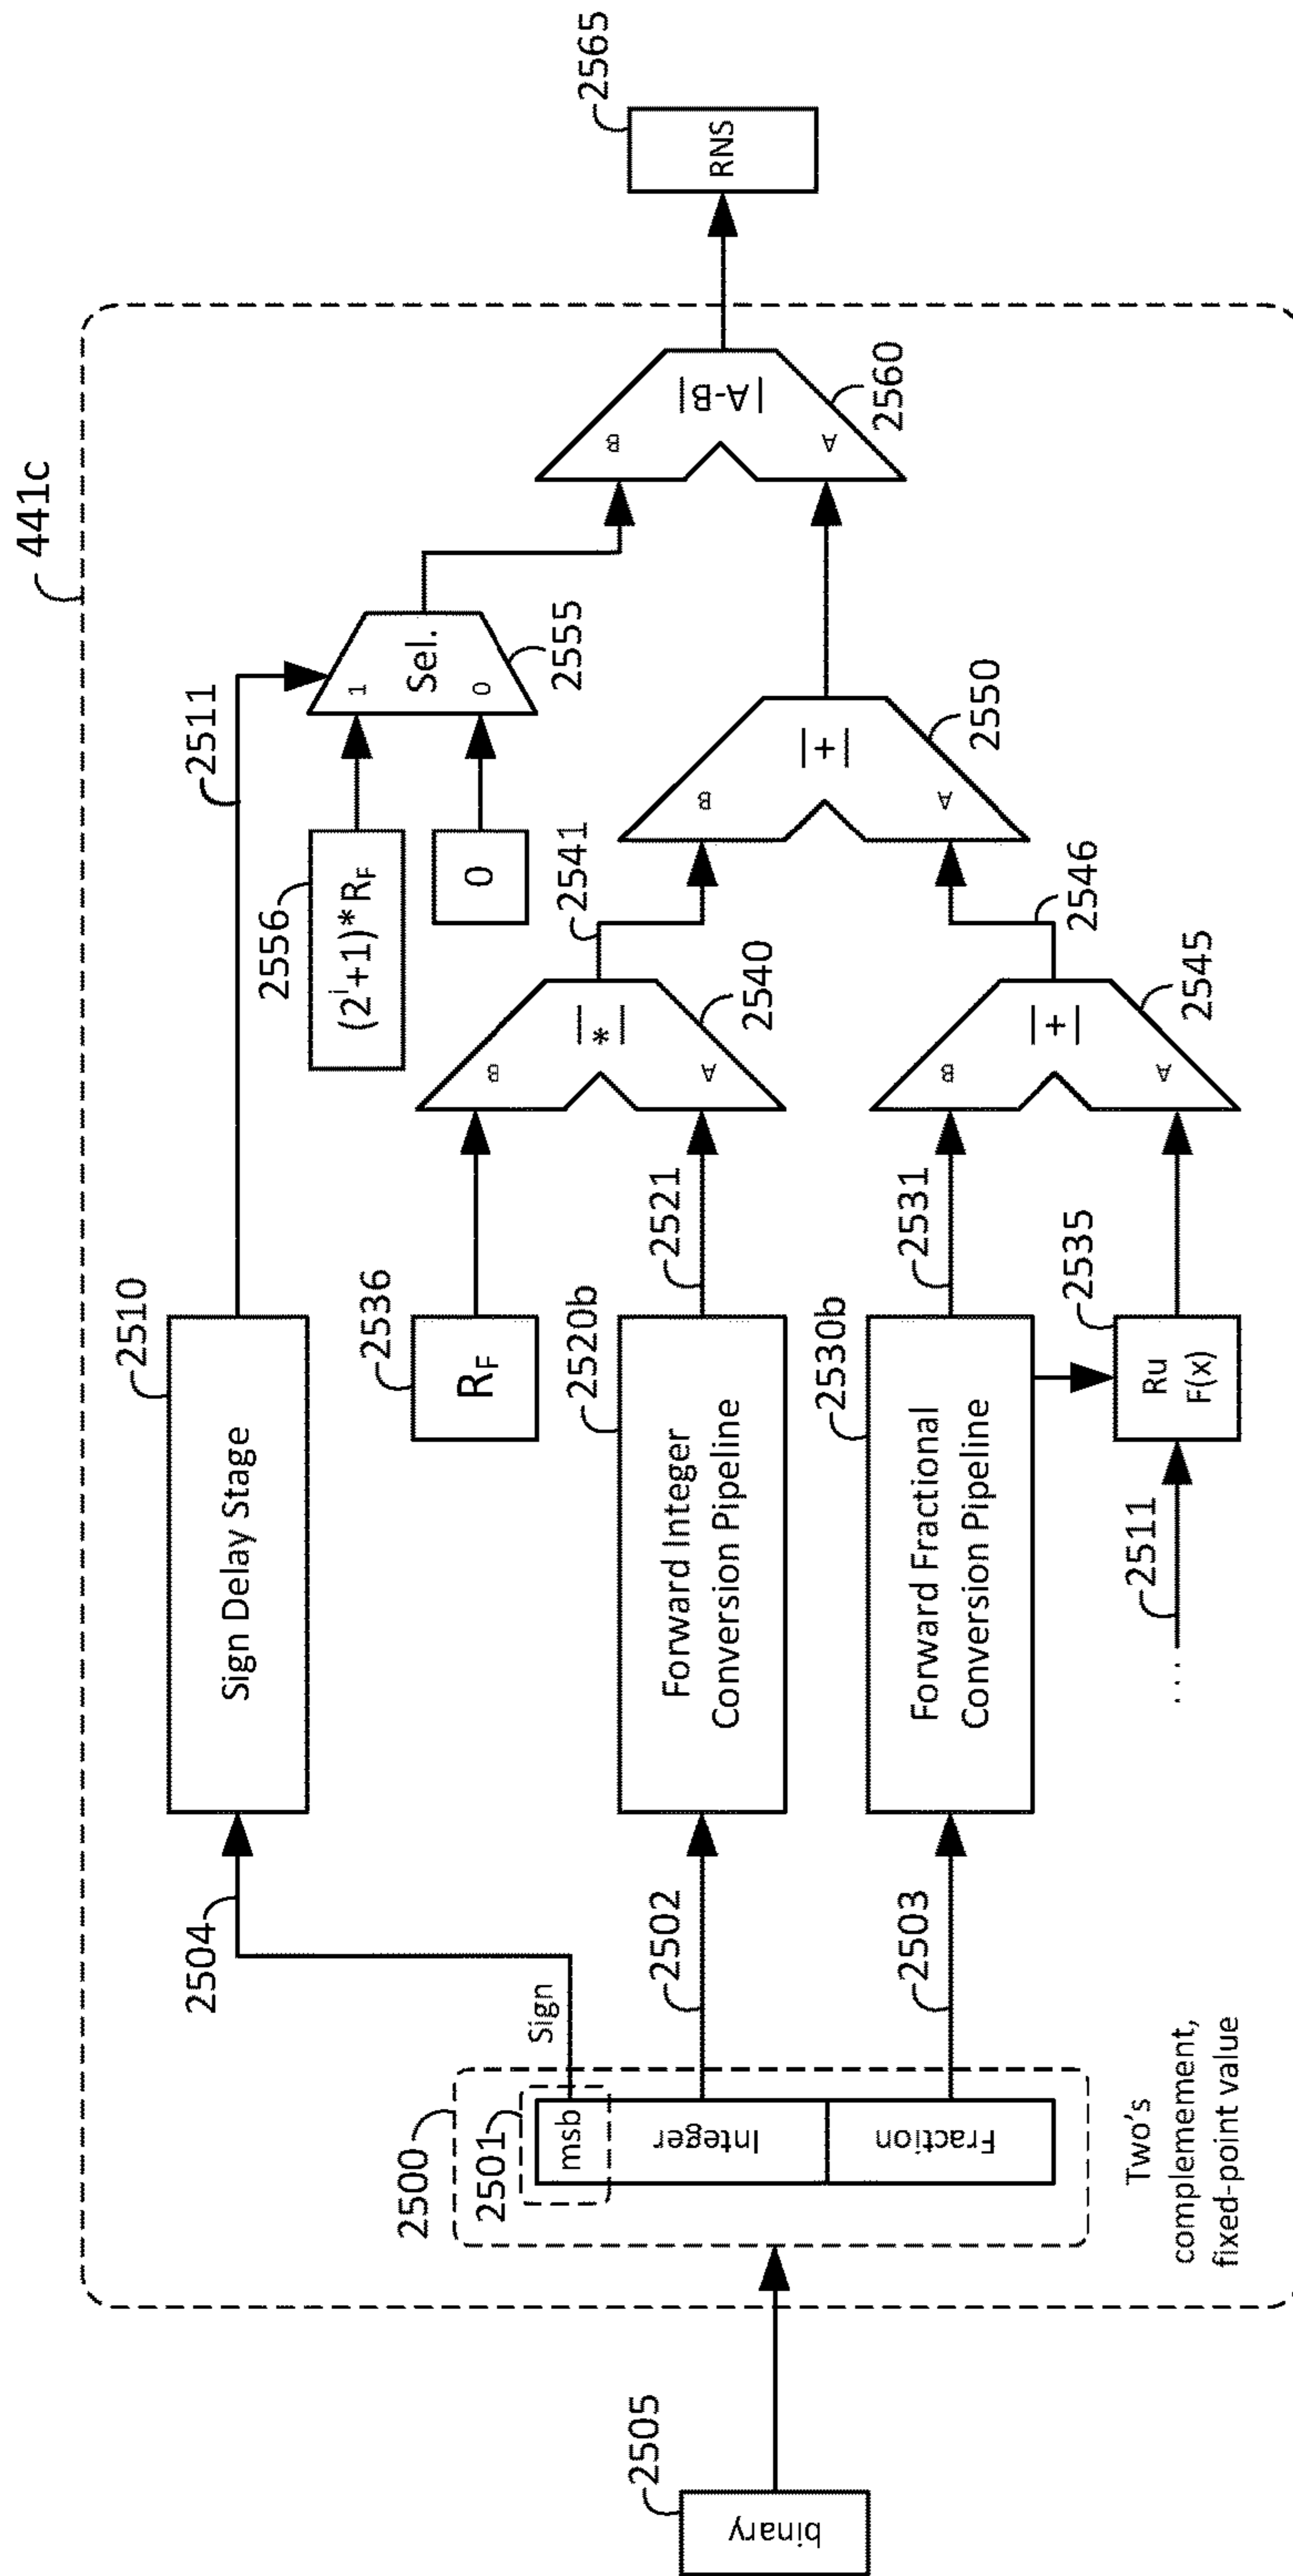 441c
2511
2510
Sign Delay Stage
2504
2556
(2^i+1)* R_F
0
1
Sel.
0
2555
2565
RNS
B
|A-B|
A
2560
2536
R_F
B
|*|
A
2540
2541
B
|+|
A
2550
2500
2501
msb
Sign
Integer
Fraction
2502
2520b
Forward Integer
Conversion Pipeline
2521
2503
2530b
Forward Fractional
Conversion Pipeline
2531
B
|+|
A
2545
2546
2535
Ru
F(x)
2511
. . .
2505
binary
Two's
complement,
fixed-point value